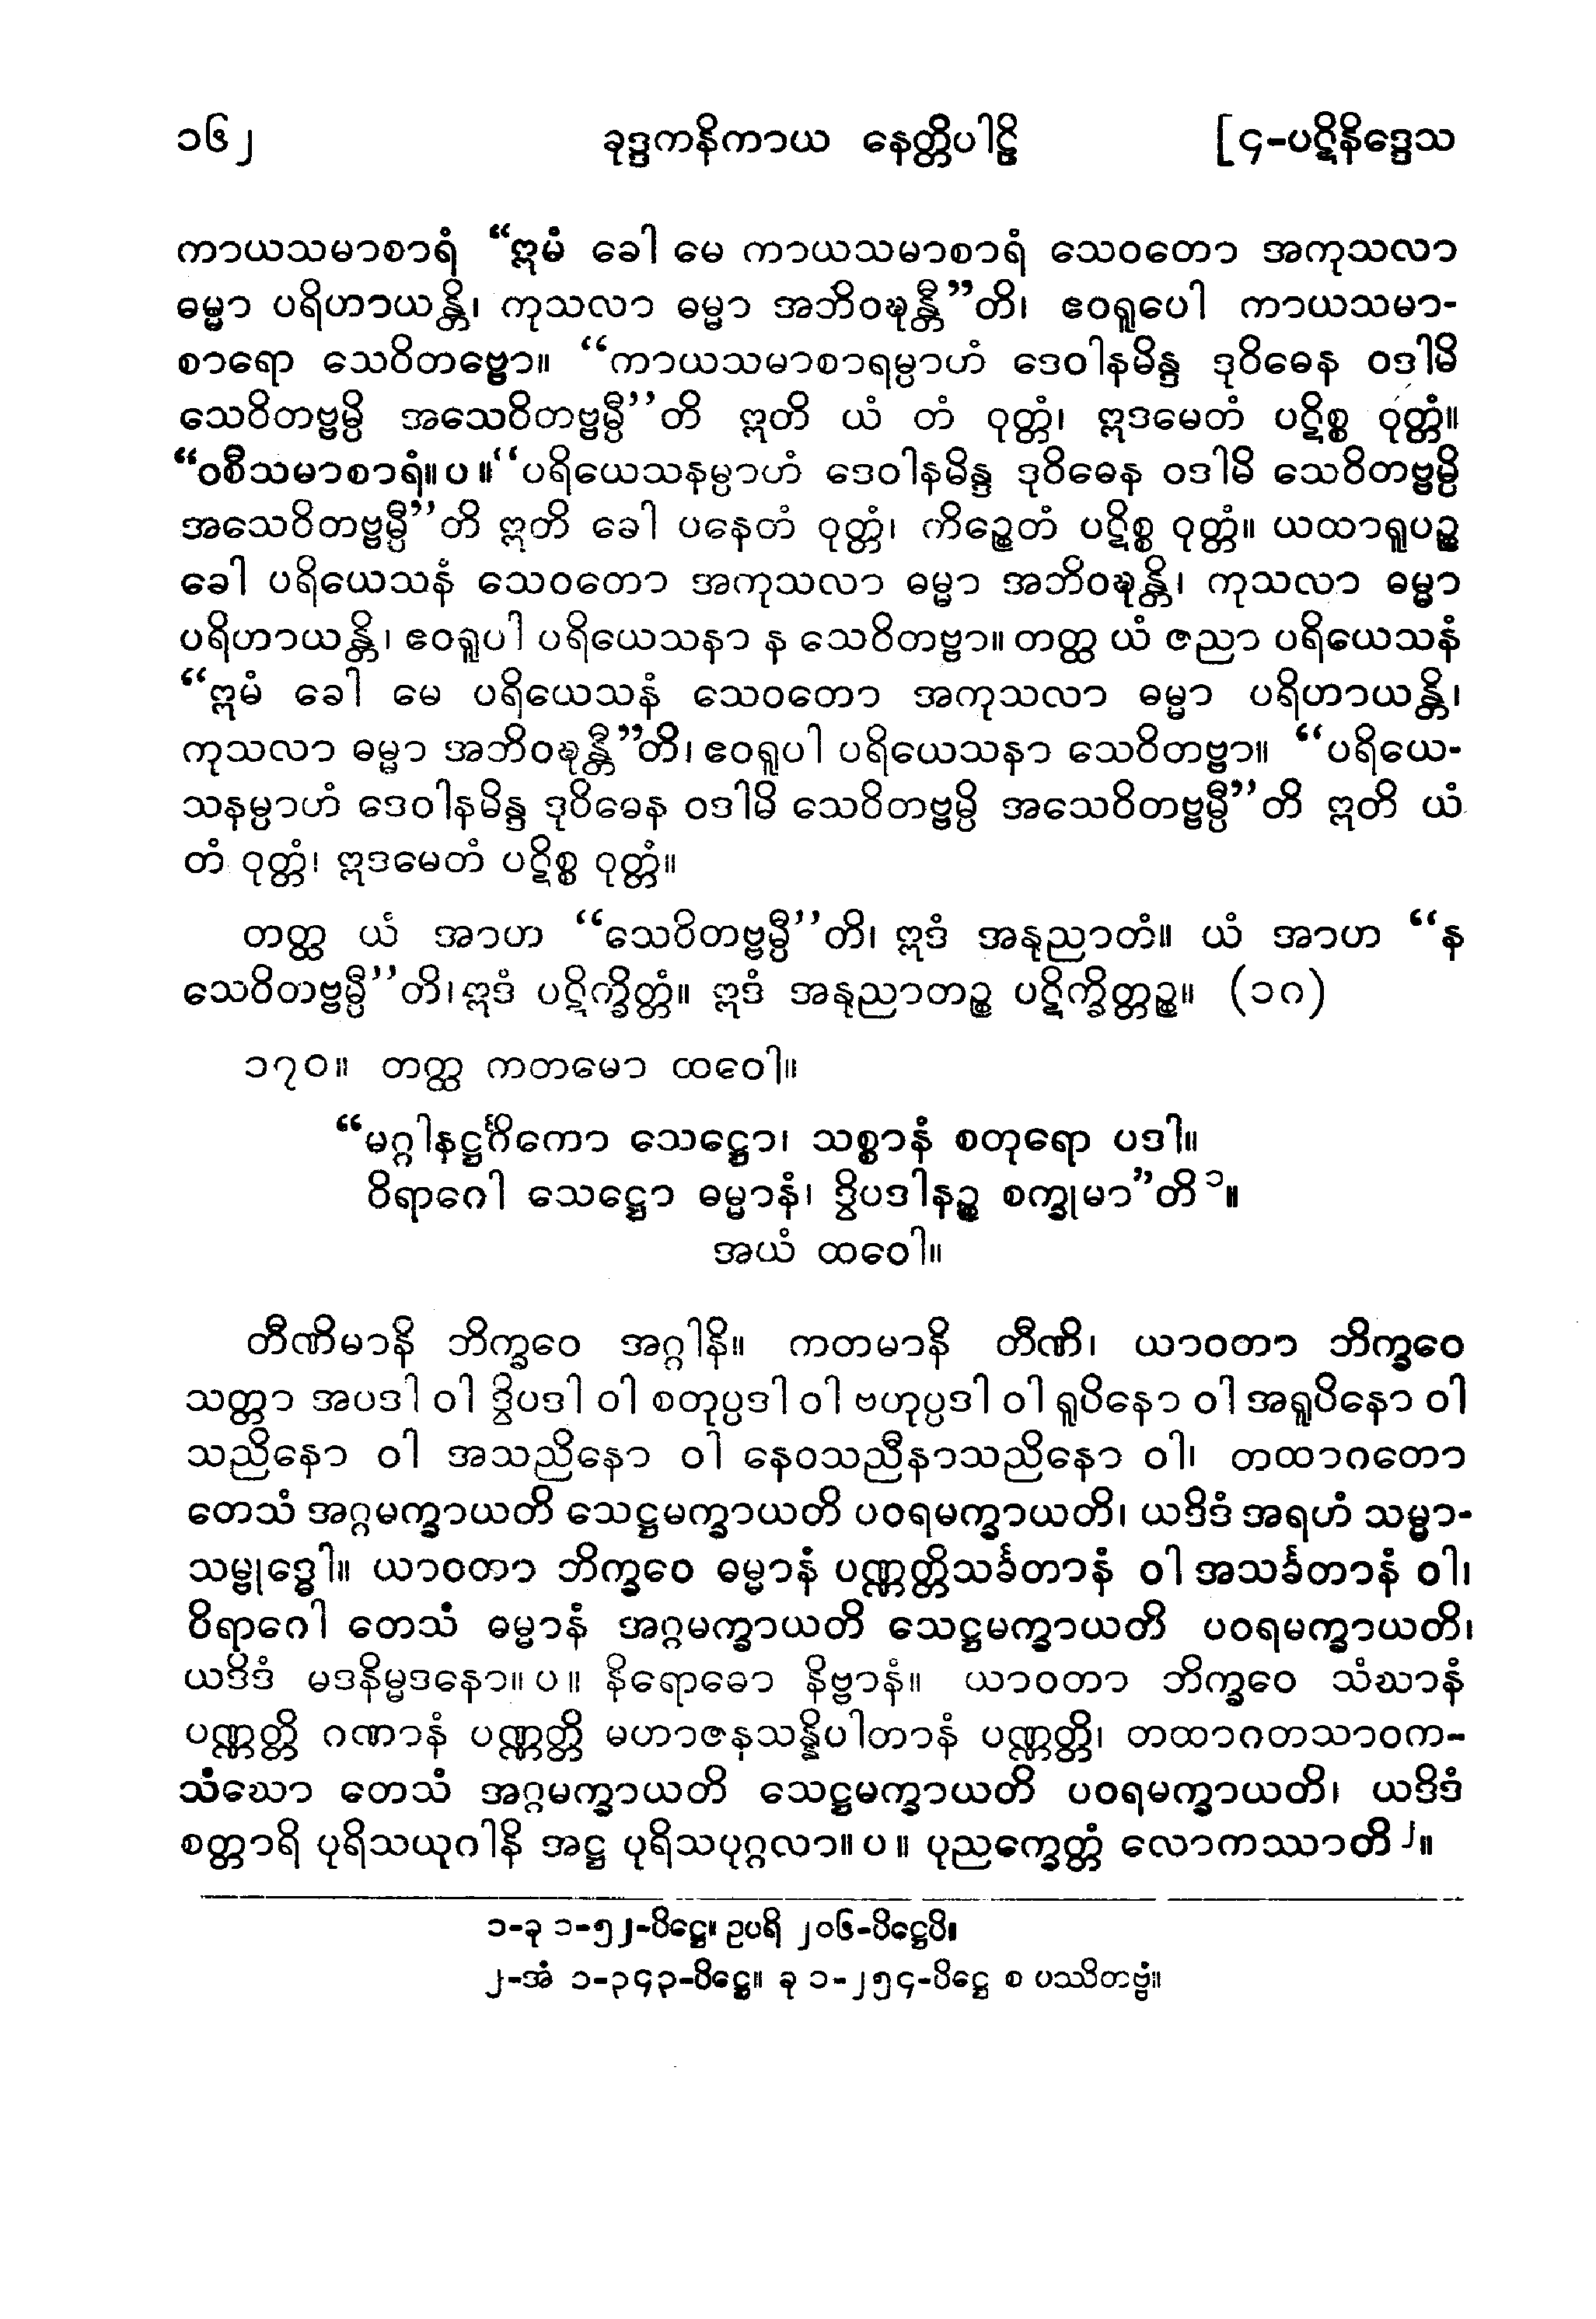 ၁၆၂ ခုဒ္ဒကနိကာယ နေတ္တိပါဠိ [၄-ပဋိနိဒ္ဒေသ
ကာယသမာစာရံ “ဣမံ ခေါ မေ ကာယသမာစာရံ သေဝတော အကုသလာ
ဓမ္မာ ပရိဟာယန္တိ၊ ကုသလာ ဓမ္မာ အဘိဝဍ္ဎန္တီ”တိ၊ ဧဝရူပေါ ကာယသမာ-
စာရော သေဝိတဗ္ဗော။ “ကာယသမာစာရမ္ပာဟံ ဒေဝါနမိန္ဒ ဒုဝိဓေန ဝဒါမိ
သေဝိတဗ္ဗမ္ပိ အသေဝိတဗ္ဗမ္ပီ”တိ ဣတိ ယံ တံ ဝုတ္တံ၊ ဣဒမေတံ ပဋိစ္စ ဝုတ္တံ။
“ဝစီသမာစာရံ။ပ။“ပရိယေသနမ္ပာဟံ ဒေဝါနမိန္ဒ ဒုဝိဓေန ဝဒါမိ သေဝိတဗ္ဗမ္ပိ
အသေဝိတဗ္ဗမ္ပီ”တိ ဣတိ ခေါ ပနေတံ ဝုတ္တံ၊ ကိဉ္စေတံ ပဋိစ္စ ဝုတ္တံ။ ယထာရူပဉ္စ
ခေါ ပရိယေသနံ သေဝတော အကုသလာ ဓမ္မာ အဘိဝဍ္ဎန္တိ၊ ကုသလာ ဓမ္မာ
ပရိဟာယန္တိ၊ ဧဝရူပါ ပရိယေသနာ န သေဝိတဗ္ဗာ။ တတ္ထ ယံ ဇညာ ပရိယေသနံ
“ဣမံ ခေါ မေ ပရိယေသနံ သေဝတော အကုသလာ ဓမ္မာ ပရိဟာယန္တိ၊
ကုသလာ ဓမ္မာ အဘိဝဍ္ဎန္တီ”တိ၊ ဧဝရူပါ ပရိယေသနာ သေဝိတဗ္ဗာ။ “ပရိယေ-
သနမ္ပာဟံ ဒေဝါနမိန္ဒ ဒုဝိဓေန ဝဒါမိ သေဝိတဗ္ဗမ္ပိ အသေဝိတဗ္ဗမ္ပီ”တိ ဣတိ ယံ
တံ ဝုတ္တံ၊ ဣဒမေတံ ပဋိစ္စ ဝုတ္တံ။
တတ္ထ ယံ အာဟ “သေဝိတဗ္ဗမ္ပီ”တိ၊ ဣဒံ အနုညာတံ။ ယံ အာဟ “န
သေဝိတဗ္ဗမ္ပီ”တိ၊ ဣဒံ ပဋိက္ခိတ္တံ။ ဣဒံ အနုညာတဉ္စ ပဋိက္ခိတ္တဉ္စ။ (၁ဂ)
၁၇၀။ တတ္ထ ကတမော ထဝေါ။
“မဂ္ဂါနဋ္ဌင်္ဂိကော သေဋ္ဌော၊ သစ္စာနံ စတုရော ပဒါ။
ဝိရာဂေါ သေဋ္ဌော ဓမ္မာနံ၊ ဒွိပဒါနဉ္စ စက္ခုမာ”တိ၁။
အယံ ထဝေါ။
တီဏိမာနိ ဘိက္ခဝေ အဂ္ဂါနိ။ ကတမာနိ တီဏိ၊ ယာဝတာ ဘိက္ခဝေ
သတ္တာ အပဒါ ဝါ ဒွိပဒါ ဝါ စတုပ္ပဒါ ဝါ ဗဟုပ္ပဒါ ဝါ ရူပိနော ဝါ အရူပိနော ဝါ
သညိနော ဝါ အသညိနော ဝါ နေဝသညီနာသညိနော ဝါ၊ တထာဂတော
တေသံ အဂ္ဂမက္ခာယတိ သေဋ္ဌမက္ခာယတိ ပဝရမက္ခာယတိ၊ ယဒိဒံ အရဟံ သမ္မာ-
သမ္ဗုဒ္ဓေါ။ ယာဝတာ ဘိက္ခဝေ ဓမ္မာနံ ပဏ္ဏတ္တိသင်္ခတာနံ ဝါ အသင်္ခတာနံ ဝါ၊
ဝိရာဂေါ တေသံ ဓမ္မာနံ အဂ္ဂမက္ခာယတိ သေဋ္ဌမက္ခာယတိ ပဝရမက္ခာယတိ၊
ယဒိဒံ မဒနိမ္မဒနော။ပ။ နိရောဓော နိဗ္ဗာနံ။ ယာဝတာ ဘိက္ခဝေ သံဃာနံ
ပဏ္ဏတ္တိ ဂဏာနံ ပဏ္ဏတ္တိ မဟာဇနသန္နိပါတာနံ ပဏ္ဏတ္တိ၊ တထာဂတသာဝက-
သံဃော တေသံ အဂ္ဂမက္ခာယတိ သေဋ္ဌမက္ခာယတိ ပဝရမက္ခာယတိ၊ ယဒိဒံ
စတ္တာရိ ပုရိသယုဂါနိ အဋ္ဌ ပုရိသပုဂ္ဂလာ။ပ။ ပုညက္ခေတ္တံ လောကဿာတိ၂။
၁-ခု ၁-၅၂-ပိဋ္ဌေ။ ဥပရိ ၂၀၆-ပိဋ္ဌေပိ။
၂-အံ ၁-၃၄၃-ပိဋ္ဌေ။ ခု ၁-၂၅၄-ပိဋ္ဌေ စ ပဿိတဗ္ဗံ။